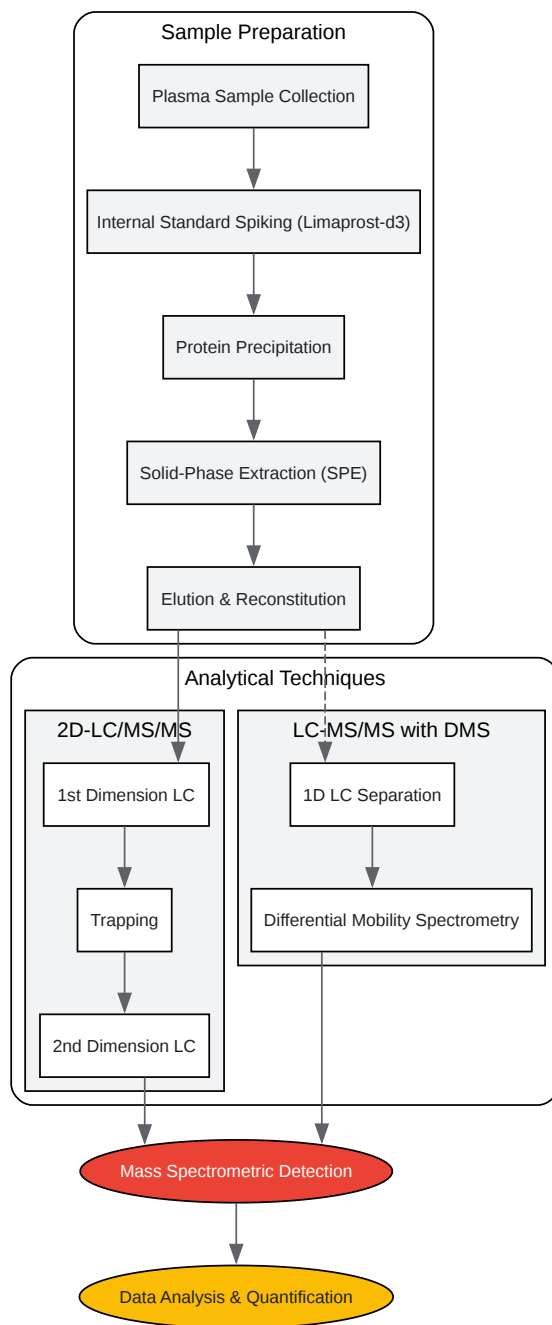 Sample Preparation
Plasma Sample Collection
Internal Standard Spiking (Limaprost-d3)
Protein Precipitation
Solid-Phase Extraction (SPE)
Elution & Reconstitution
Analytical Techniques
2D-LC/MS/MS
1st Dimension LC
Trapping
2nd Dimension LC
LC-MS/MS with DMS
1D LC Separation
Differential Mobility Spectrometry
Mass Spectrometric Detection
Data Analysis & Quantification